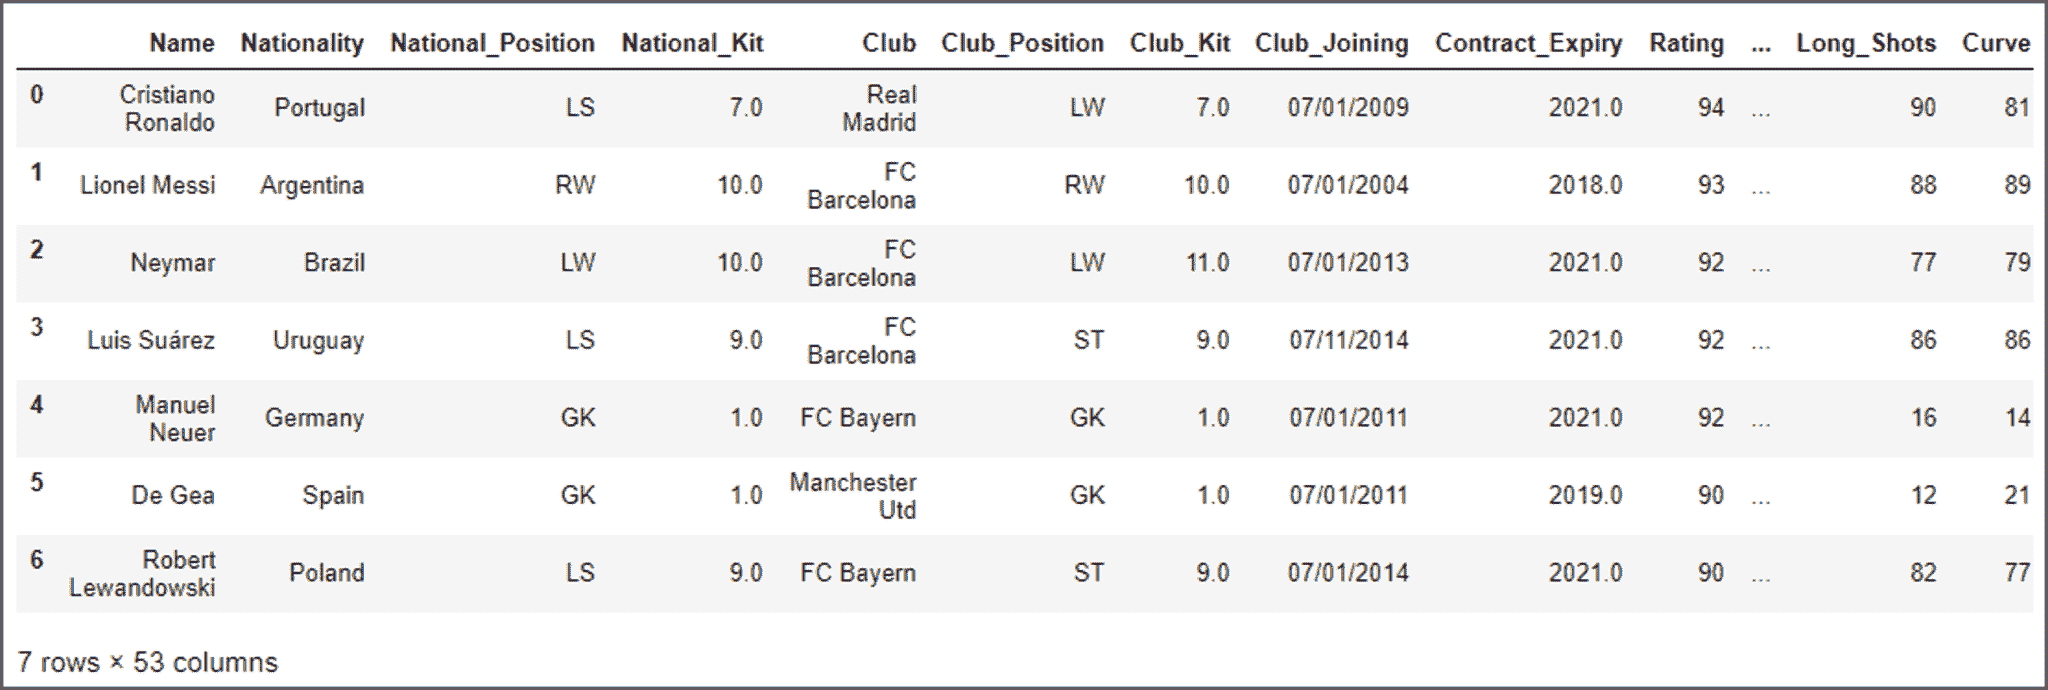 Name Nationality National_Position National_Kit Club Club_Position Club_Kit Club_Joining Contract_Expiry Rating ... Long_Shots Curve
0 Cristiano Ronaldo Portugal LS 7.0 Real Madrid LW 7.0 07/01/2009 2021.0 94 ... 90 81
1 Lionel Messi Argentina RW 10.0 FC Barcelona RW 10.0 07/01/2004 2018.0 93 ... 88 89
2 Neymar Brazil LW 10.0 FC Barcelona LW 11.0 07/01/2013 2021.0 92 ... 77 79
3 Luis Suárez Uruguay LS 9.0 FC Barcelona ST 9.0 07/11/2014 2021.0 92 ... 86 86
4 Manuel Neuer Germany GK 1.0 FC Bayern GK 1.0 07/01/2011 2021.0 92 ... 16 14
5 De Gea Spain GK 1.0 Manchester Utd GK 1.0 07/01/2011 2019.0 90 ... 12 21
6 Robert Lewandowski Poland LS 9.0 FC Bayern ST 9.0 07/01/2014 2021.0 90 ... 82 77
7 rows × 53 columns